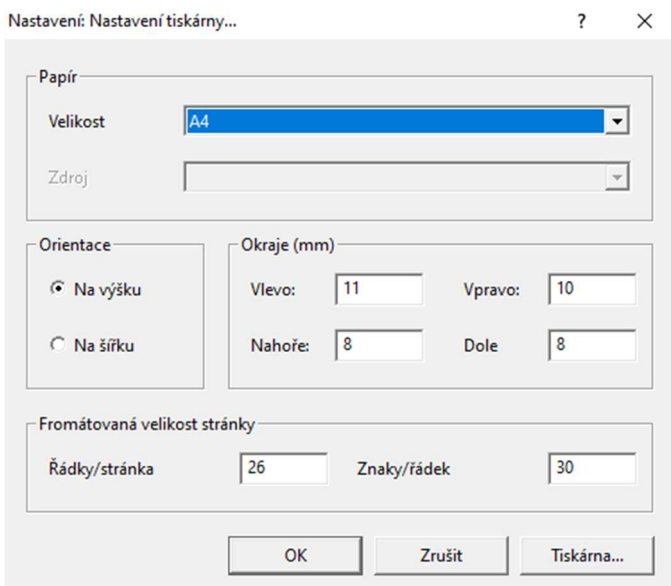 Nastavení: Nastavení tiskárny...
Papír
Velikost A4
Zdroj
Orientace
Na výšku
Na šířku
Okraje (mm)
Vlevo: 11 Vpravo: 10
Nahoře: 8 Dole 8
Fromátovaná velikost stránky
Řádky/stránka 26 Znaky/řádek 30
OK Zrušit Tiskárna...